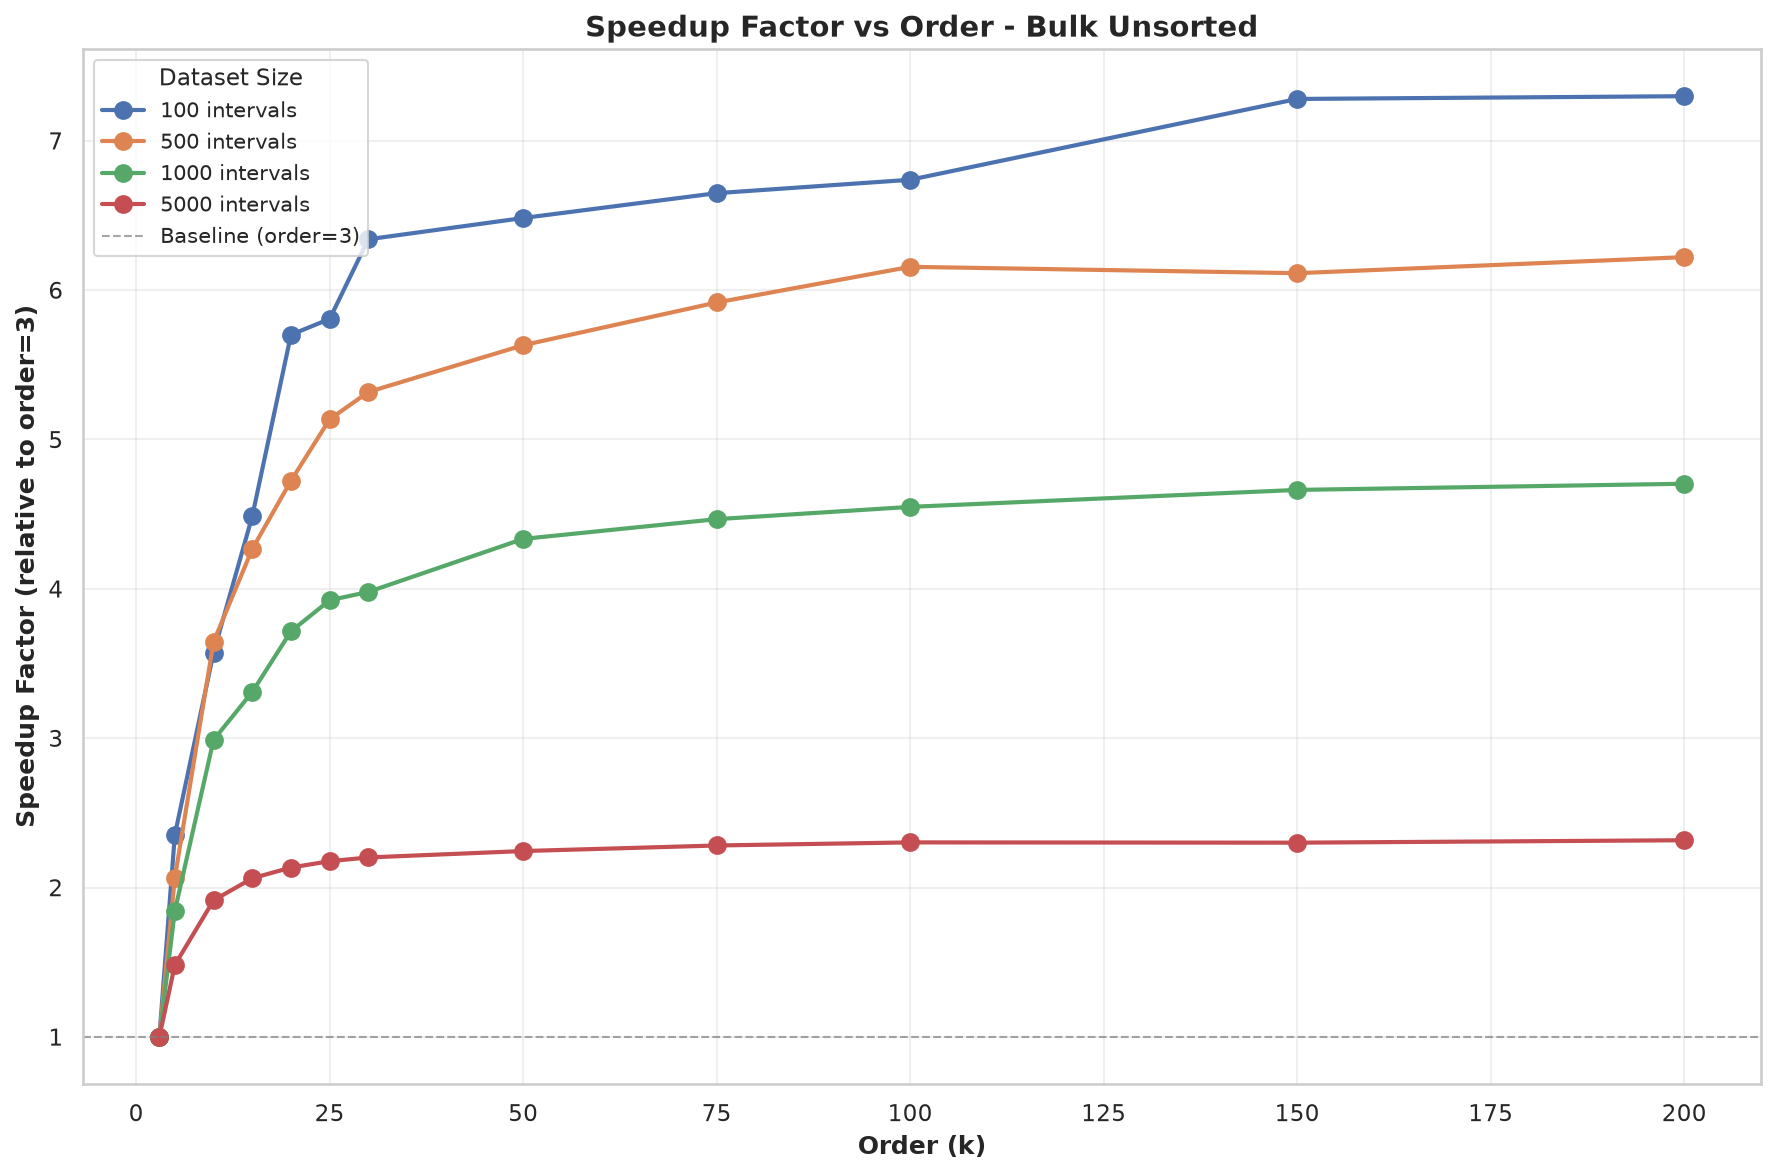 Speedup Factor vs Order - Bulk Unsorted
Dataset Size
100 intervals
500 intervals
1000 intervals
5000 intervals
Baseline (order=3)
Speedup Factor (relative to order=3)
7
6
5
4
3
2
1
0 25 50 75 100 125 150 175 200
Order (k)